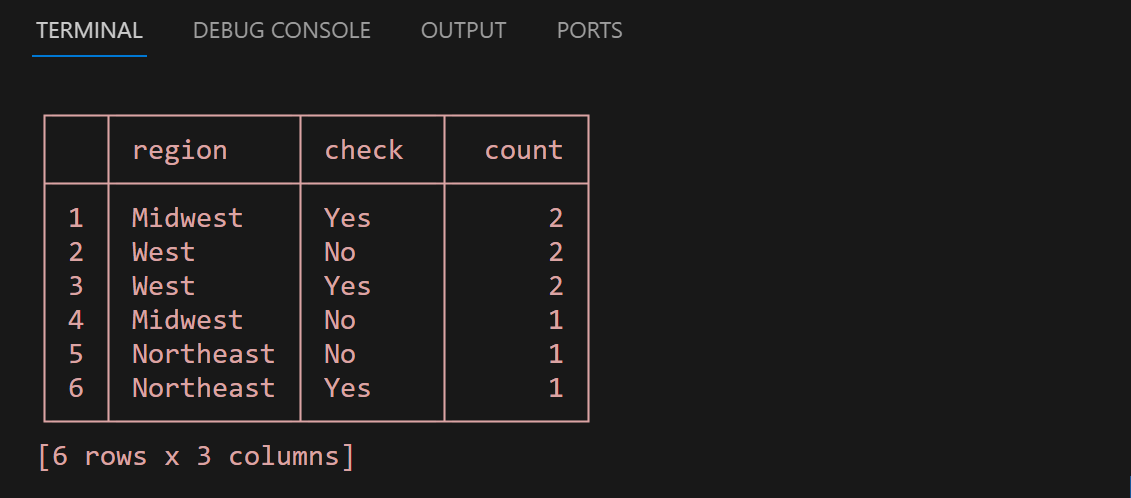 TERMINAL DEBUG CONSOLE OUTPUT PORTS
region check count
1 Midwest Yes 2
2 West No 2
3 West Yes 2
4 Midwest No 1
5 Northeast No 1
6 Northeast Yes 1
[6 rows x 3 columns]